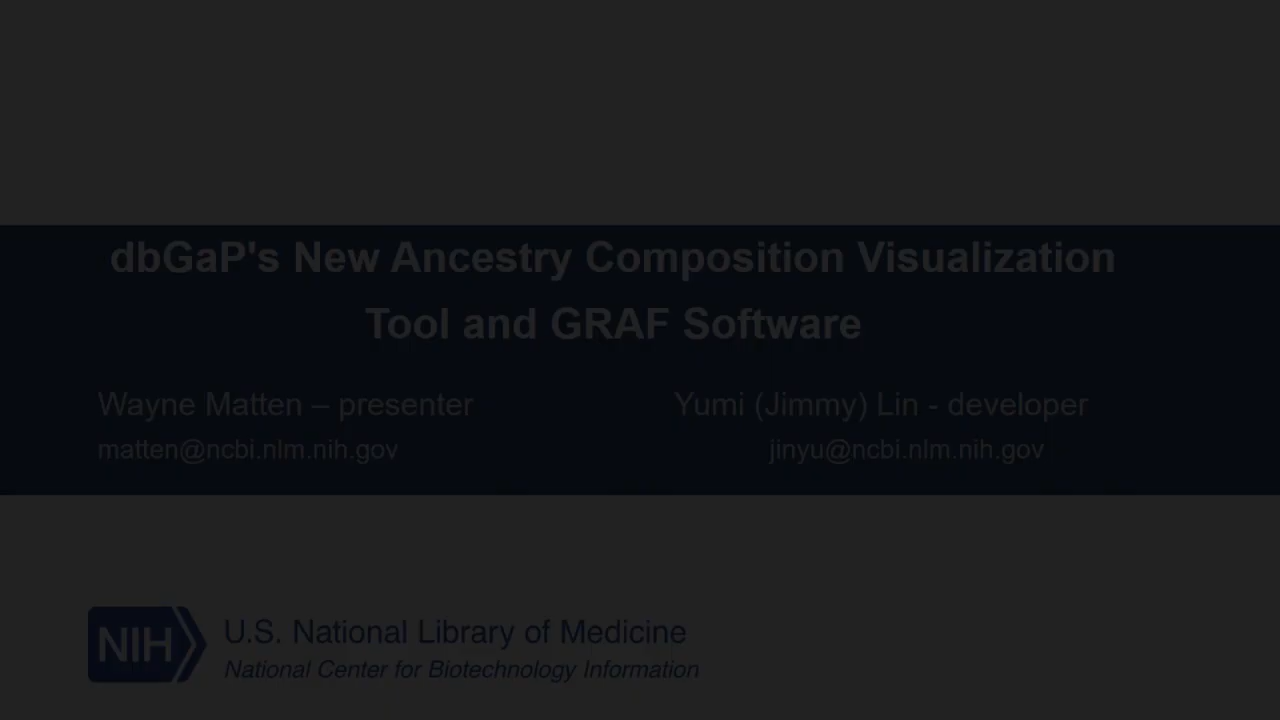 dbGaP's New Ancestry Composition Visualization
Tool and GRAF Software
Wayne Matten – presenter
Yumi (Jimmy) Lin - developer
matten@ncbi.nlm.nih.gov
jinyu@ncbi.nlm.nih.gov
NIH
U.S. National Library of Medicine
National Center for Biotechnology Information